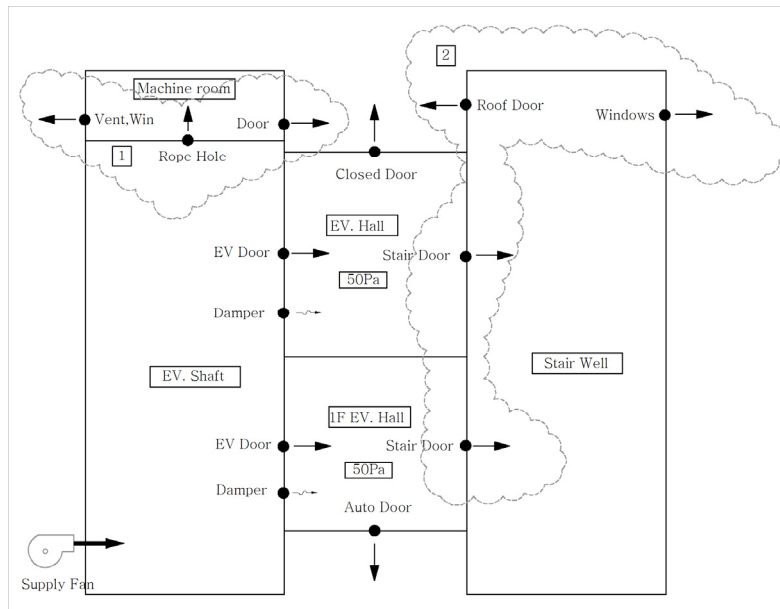 2
Machine room
Roof Door
Vent,Win
Door
Windows
1
Rope Hole
Closed Door
EV. Hall
EV Door
Stair Door
50Pa
Damper
EV. Shaft
Stair Well
1F EV. Hall
EV Door
Stair Door
50Pa
Damper
Auto Door
Supply Fan